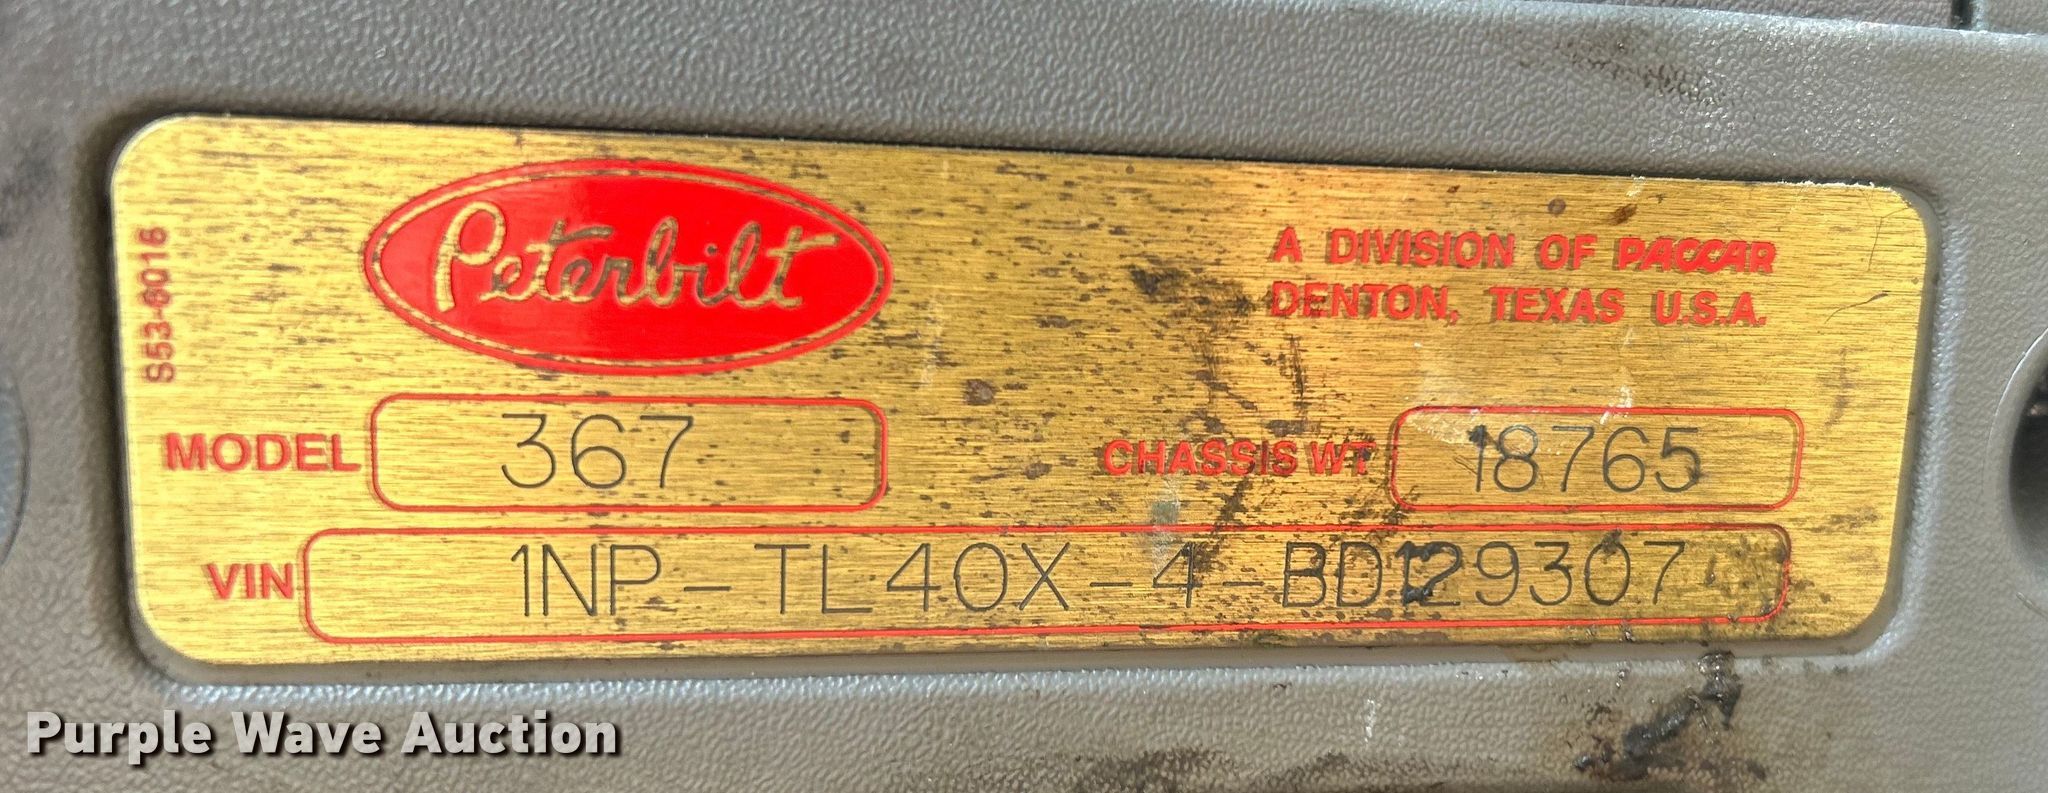 S53-6016
Peterbilt
A DIVISION OF PACCAR
DENTON, TEXAS U.S.A.
MODEL 367
CHASSIS WT 18765
VIN 1NP-TL40X-4-BD129307
Purple Wave Auction